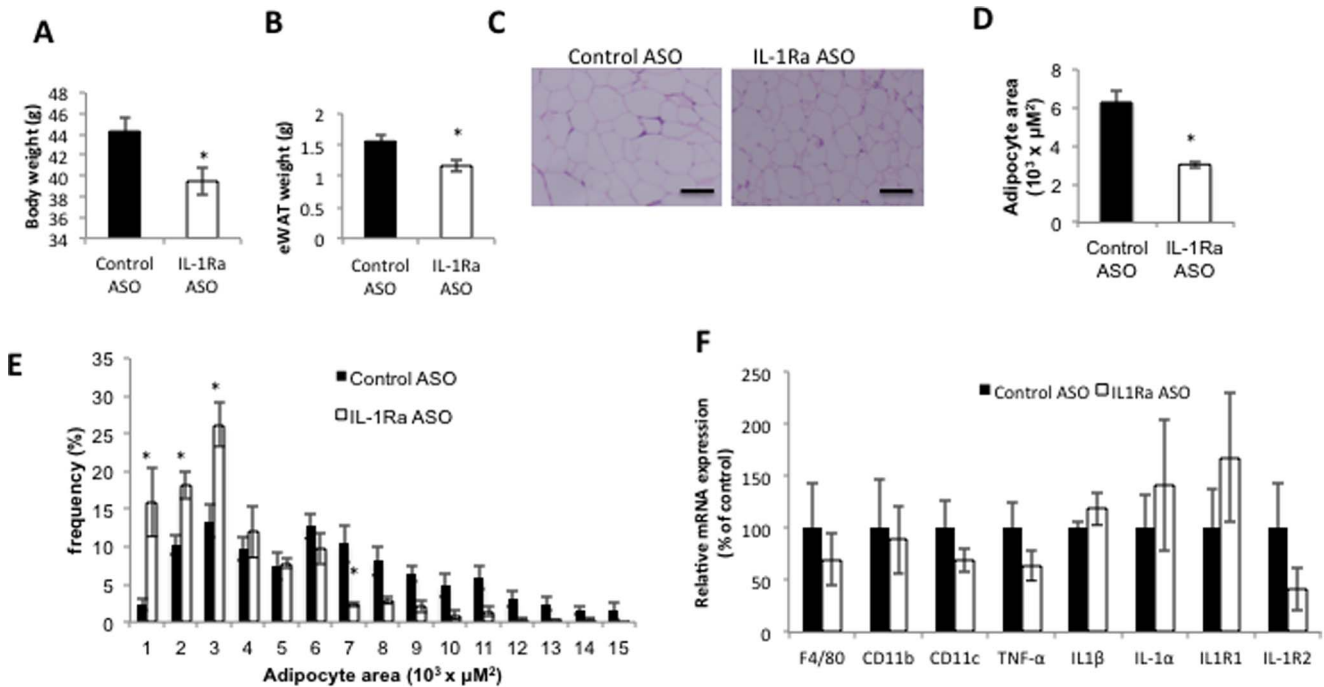 A
Body weight (g)
48
46
44
42
40
38
36
34
*
Control
ASO
IL-1Ra
ASO
B
eWAT weight (g)
2
1.5
1
0.5
0
*
Control
ASO
IL-1Ra
ASO
C
Control ASO
IL-1Ra ASO
D
Adipocyte area
(10³ x µM²)
8
6
4
2
0
*
Control
ASO
IL-1Ra
ASO
E
frequency (%)
35
30
25
20
15
10
5
0
Control ASO
IL-1Ra ASO
* * * *
1 2 3 4 5 6 7 8 9 10 11 12 13 14 15
Adipocyte area (10³ x µM²)
F
Relative mRNA expression
(% of control)
250
200
150
100
50
0
Control ASO IL1Ra ASO
F4/80 CD11b CD11c TNF-α IL1β IL-1α IL1R1 IL-1R2